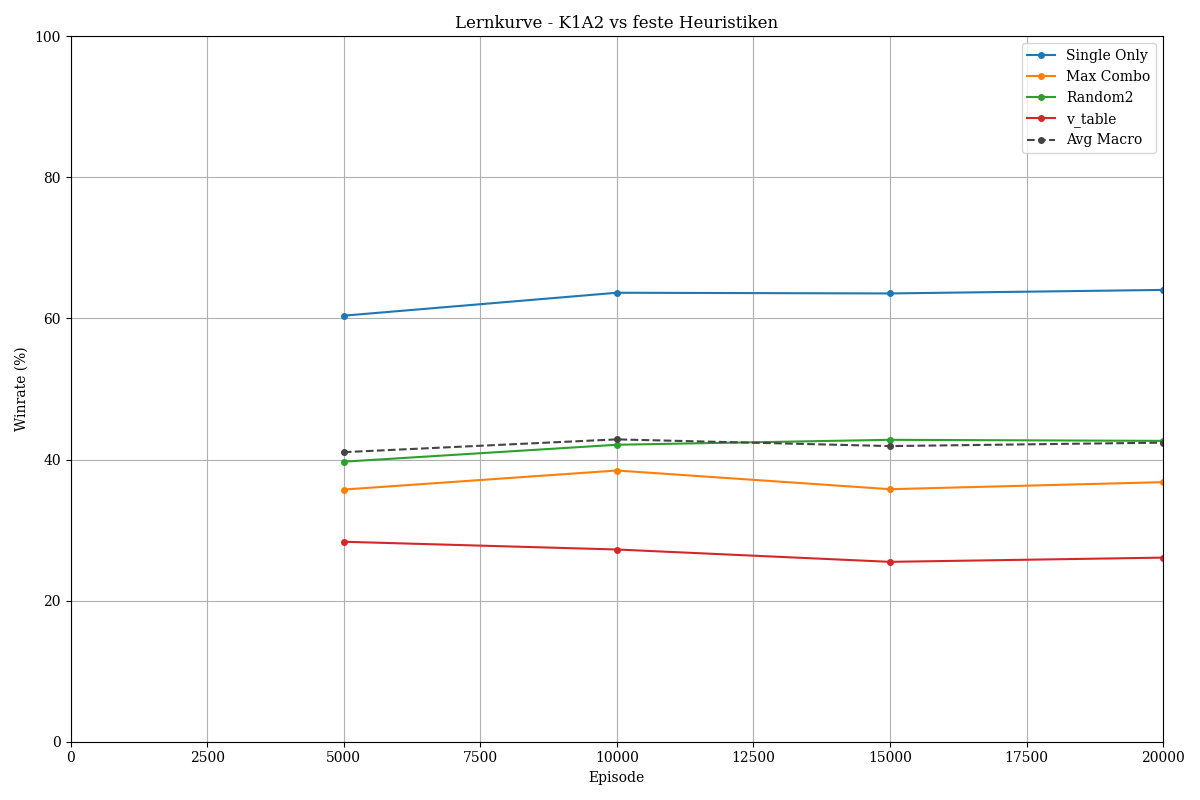 Lernkurve - K1A2 vs feste Heuristiken
100
80
60
40
20
0
Winrate (%)
Single Only
Max Combo
Random2
v_table
Avg Macro
0 2500 5000 7500 10000 12500 15000 17500 20000
Episode